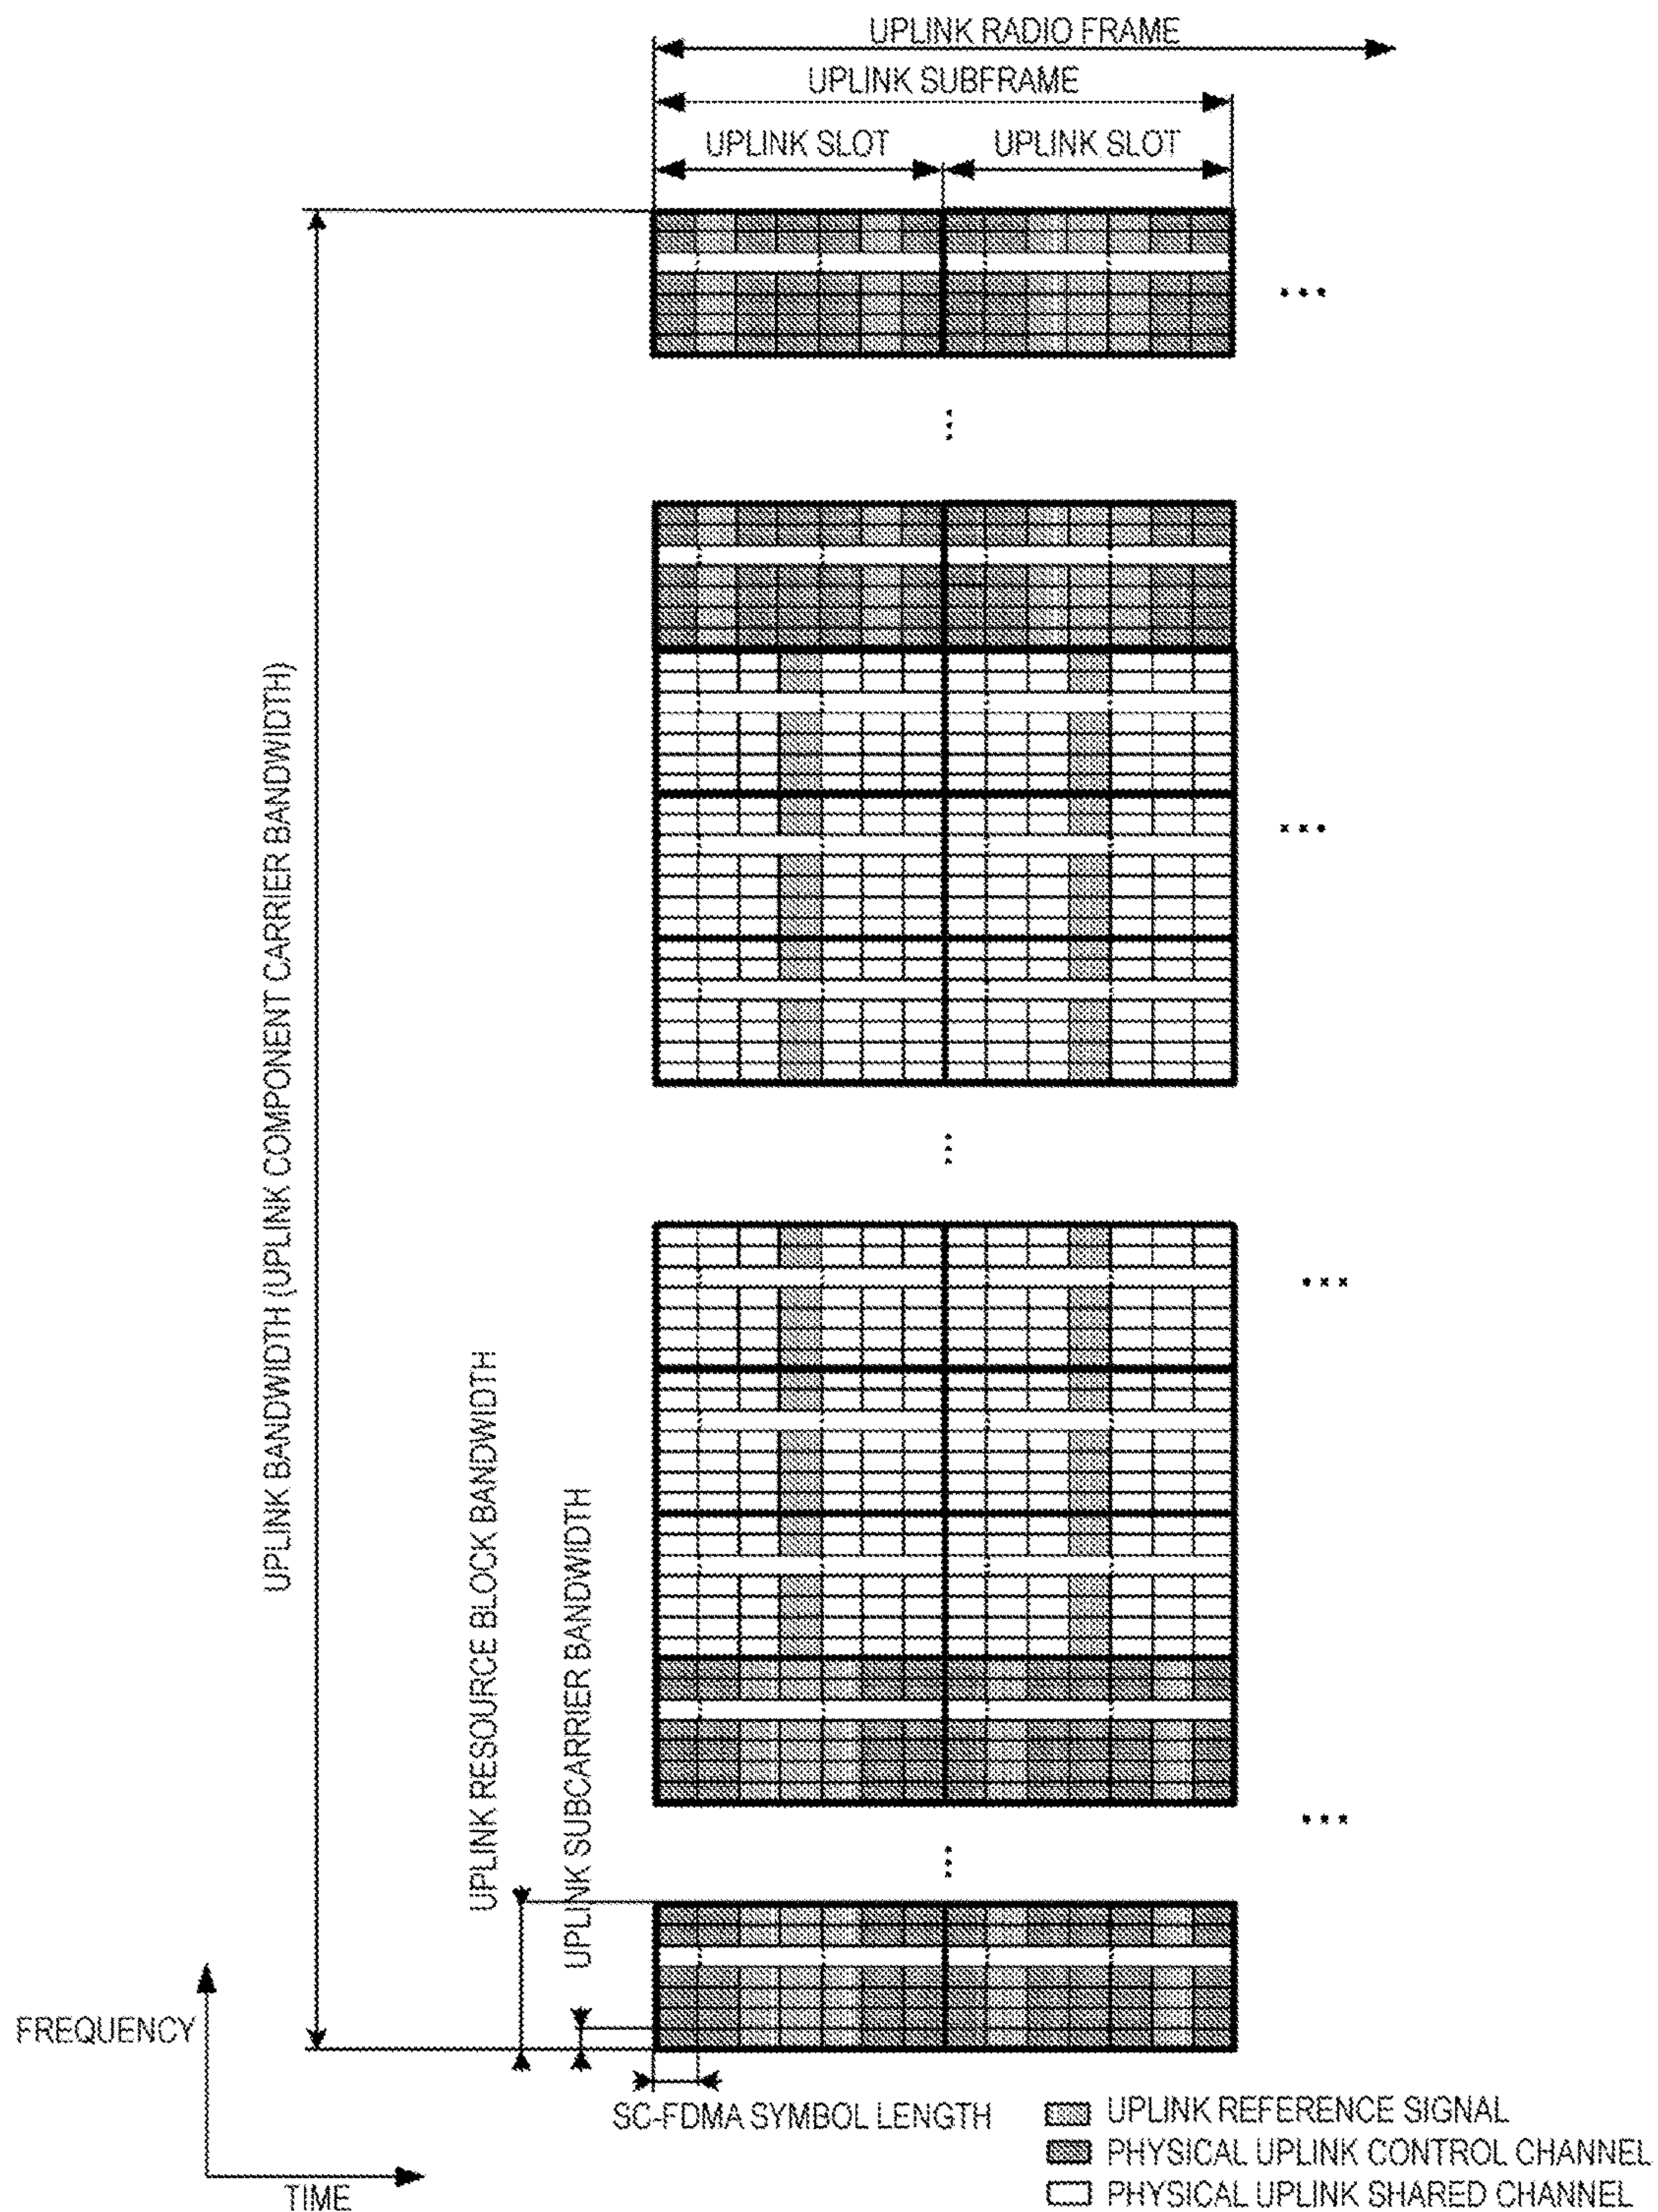 UPLINK RADIO FRAME
UPLINK SUBFRAME
UPLINK SLOT
UPLINK SLOT
UPLINK BANDWIDTH (UPLINK COMPONENT CARRIER BANDWIDTH)
UPLINK RESOURCE BLOCK BANDWIDTH
UPLINK SUBCARRIER BANDWIDTH
FREQUENCY
TIME
SC-FDMA SYMBOL LENGTH
UPLINK REFERENCE SIGNAL
PHYSICAL UPLINK CONTROL CHANNEL
PHYSICAL UPLINK SHARED CHANNEL